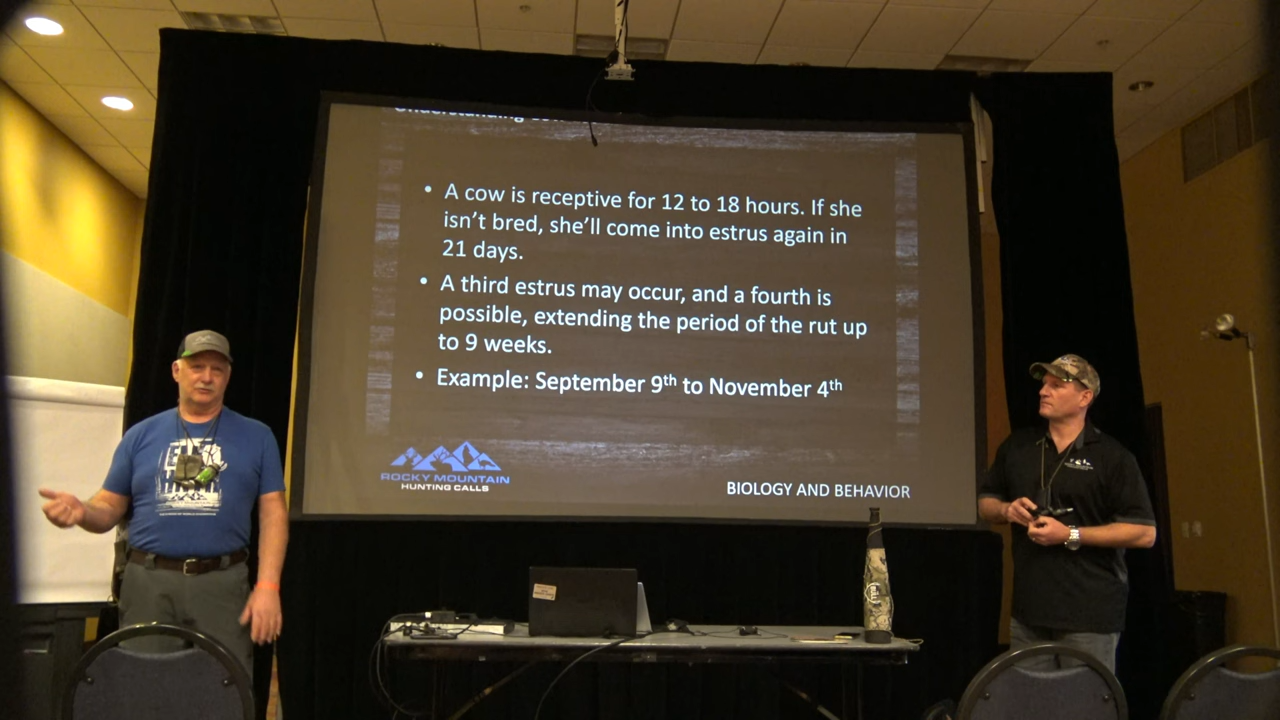 Understanding
• A cow is receptive for 12 to 18 hours. If she
isn't bred, she'll come into estrus again in
21 days.
• A third estrus may occur, and a fourth is
possible, extending the period of the rut up
to 9 weeks.
• Example: September 9th to November 4th
ROCKY MOUNTAIN
HUNTING CALLS
BIOLOGY AND BEHAVIOR